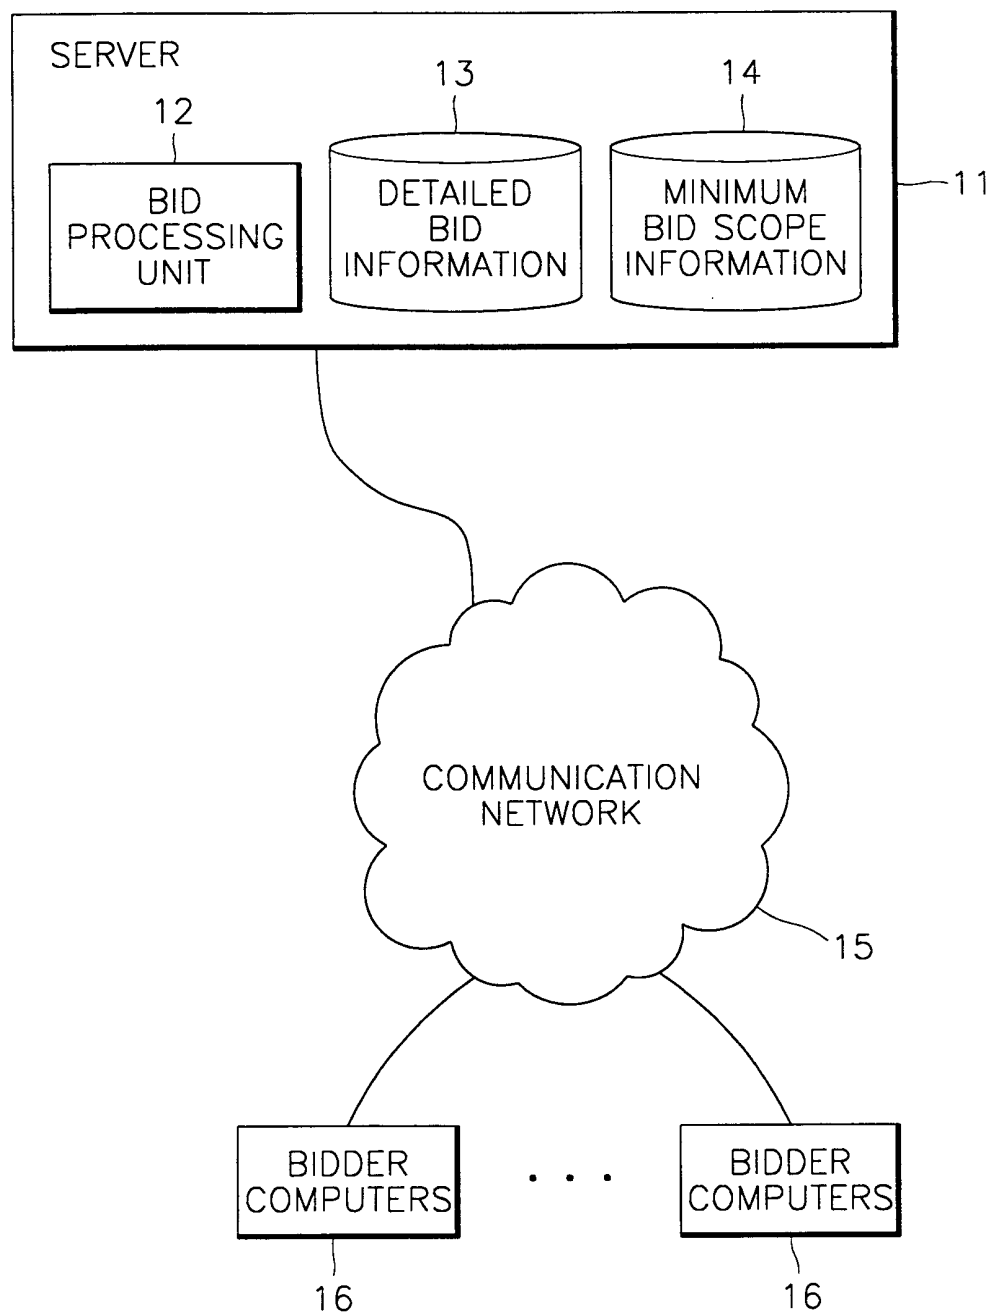 SERVER
12
13
14
BID
PROCESSING
UNIT
DETAILED
BID
INFORMATION
MINIMUM
BID SCOPE
INFORMATION
11
COMMUNICATION
NETWORK
15
BIDDER
COMPUTERS
BIDDER
COMPUTERS
16
16